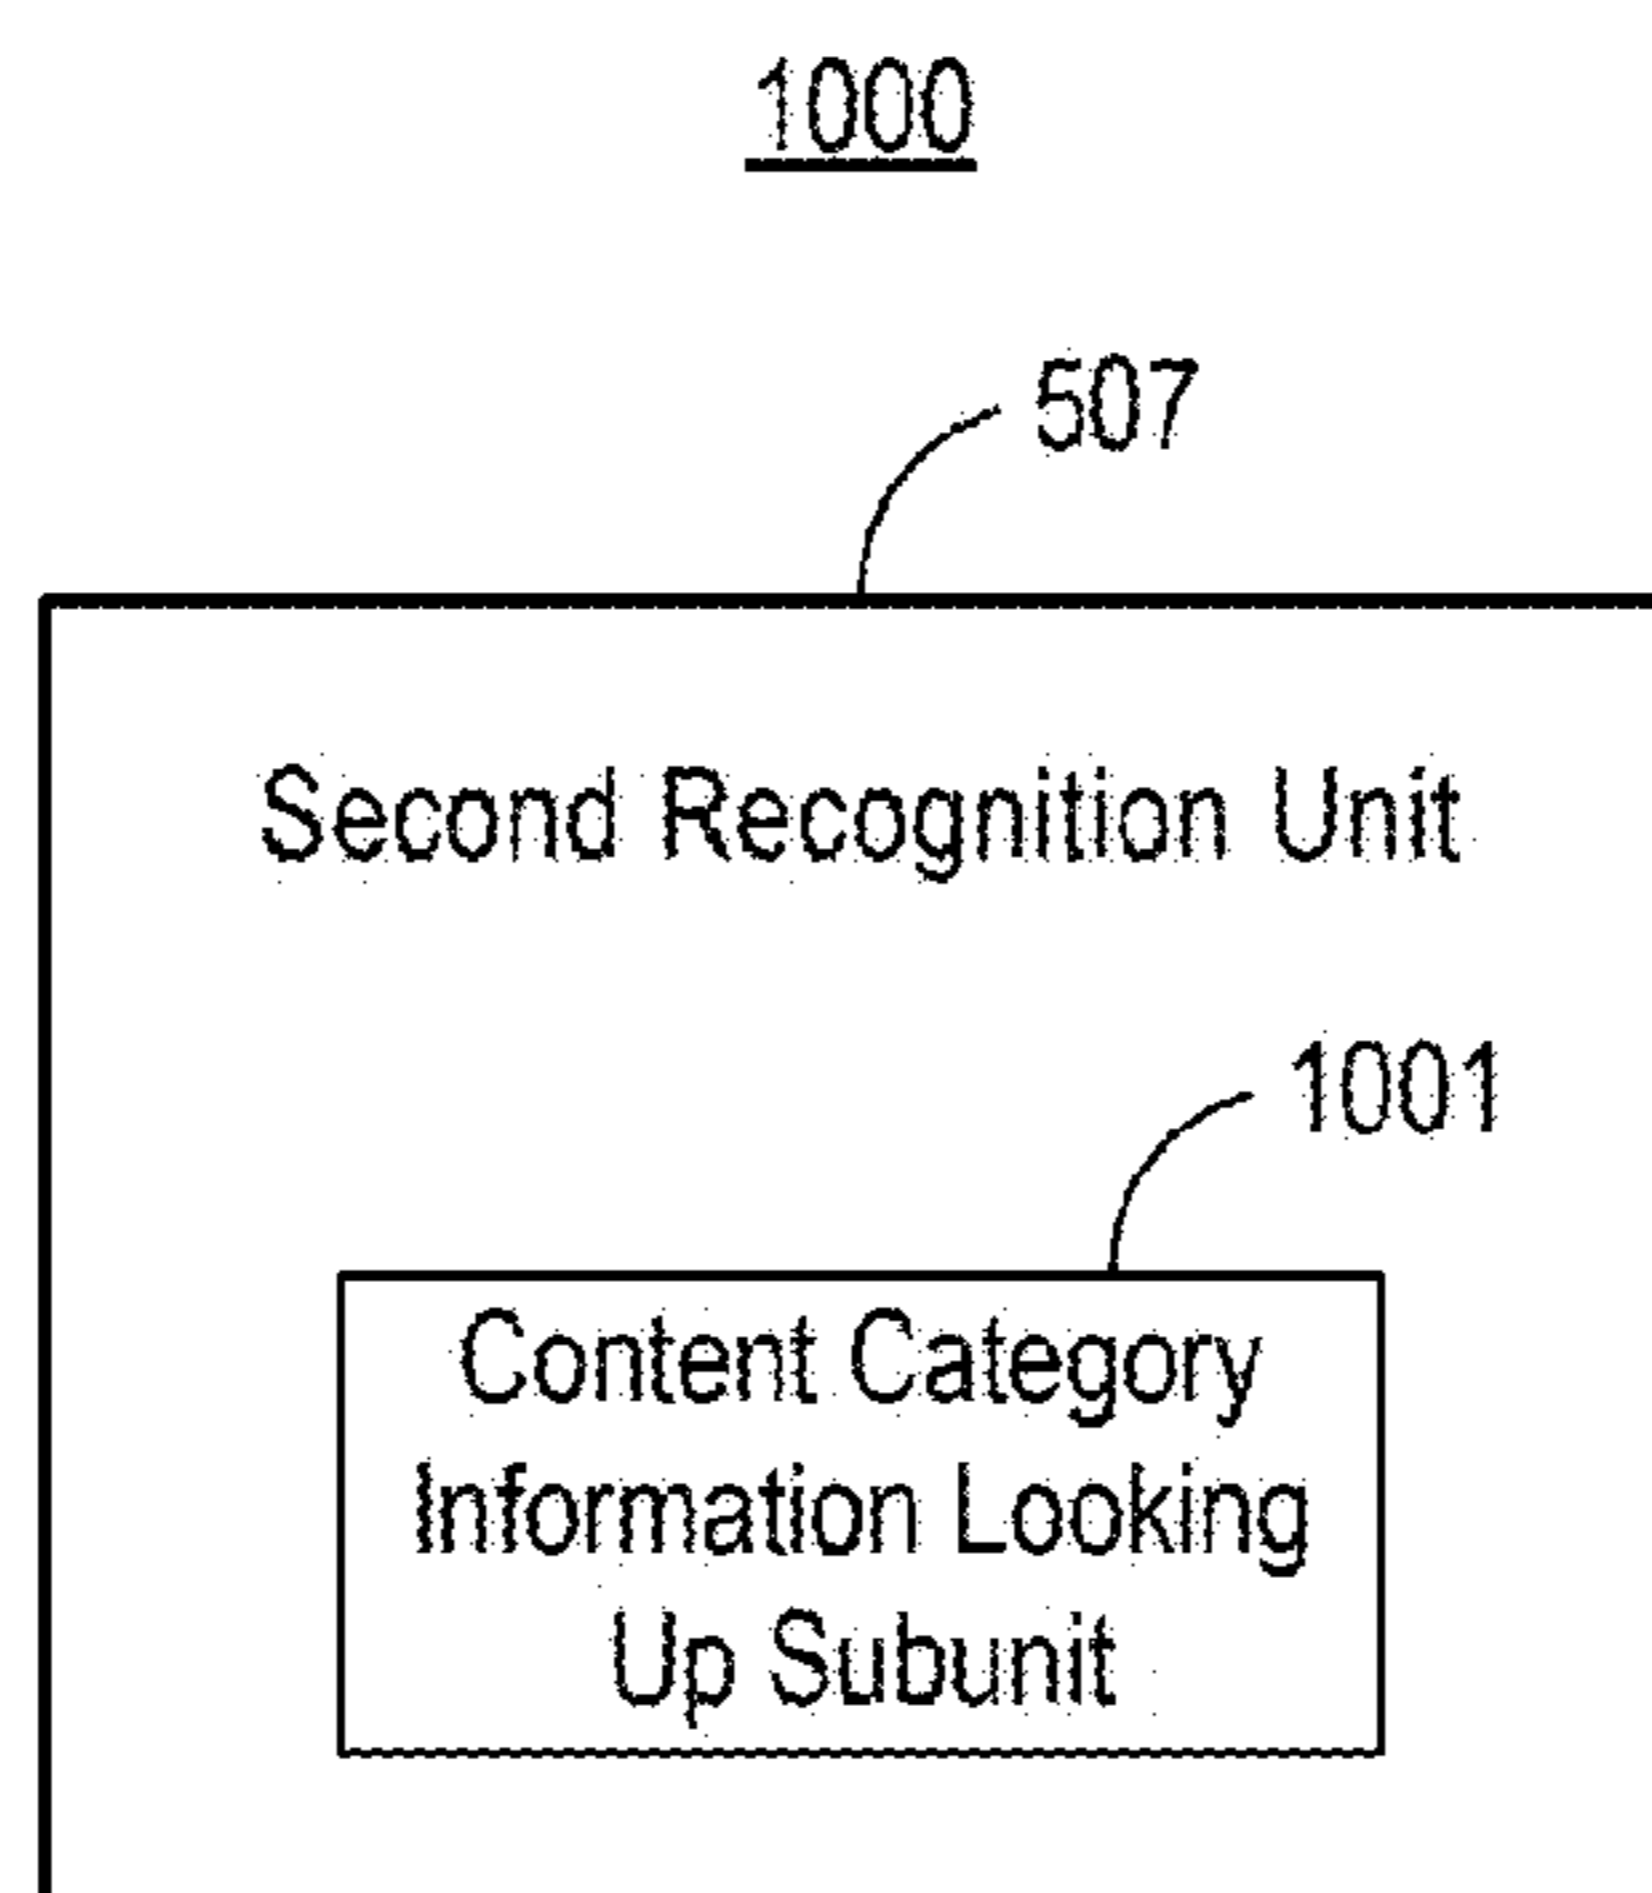 1000
507
Second Recognition Unit
1001
Content Category
Information Looking
Up Subunit